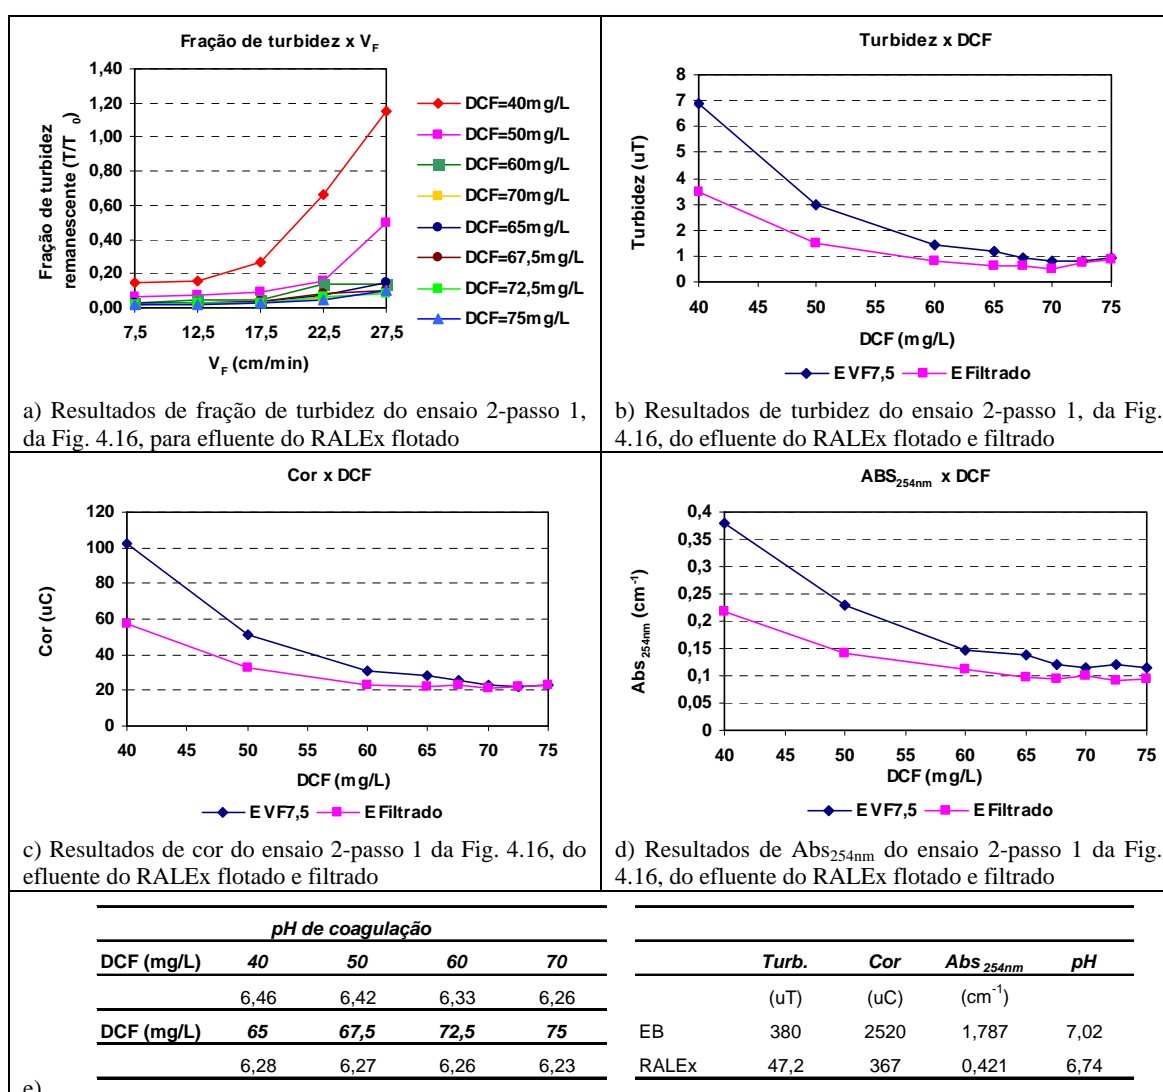 Fração de turbidez x VF
Fração de turbidez
remanescente (T/T0)
1,40
1,20
1,00
0,80
0,60
0,40
0,20
0,00
7,5 12,5 17,5 22,5 27,5
VF (cm/min)
DCF=40mg/L
DCF=50mg/L
DCF=60mg/L
DCF=70mg/L
DCF=65mg/L
DCF=67,5mg/L
DCF=72,5mg/L
DCF=75mg/L
a) Resultados de fração de turbidez do ensaio 2-passo 1,
da Fig. 4.16, para efluente do RALEx flotado
Turbidez x DCF
Turbidez (uT)
8
7
6
5
4
3
2
1
0
40 45 50 55 60 65 70 75
DCF (mg/L)
EVF7,5 EFiltrado
b) Resultados de turbidez do ensaio 2-passo 1, da Fig.
4.16, do efluente do RALEx flotado e filtrado
Cor x DCF
Cor (uC)
120
100
80
60
40
20
0
40 45 50 55 60 65 70 75
DCF (mg/L)
EVF7,5 EFiltrado
c) Resultados de cor do ensaio 2-passo 1 da Fig. 4.16, do
efluente do RALEx flotado e filtrado
ABS254nm x DCF
Abs254nm (cm-1)
0,4
0,35
0,3
0,25
0,2
0,15
0,1
0,05
0
40 45 50 55 60 65 70 75
DCF (mg/L)
EVF7,5 EFiltrado
d) Resultados de Abs254nm do ensaio 2-passo 1 da Fig.
4.16, do efluente do RALEx flotado e filtrado
pH de coagulação
DCF (mg/L) 40 50 60 70
6,46 6,42 6,33 6,26
DCF (mg/L) 65 67,5 72,5 75
6,28 6,27 6,26 6,23
Turb. Cor Abs254nm pH
(uT) (uC) (cm-1)
EB 380 2520 1,787 7,02
RALEx 47,2 367 0,421 6,74
e)